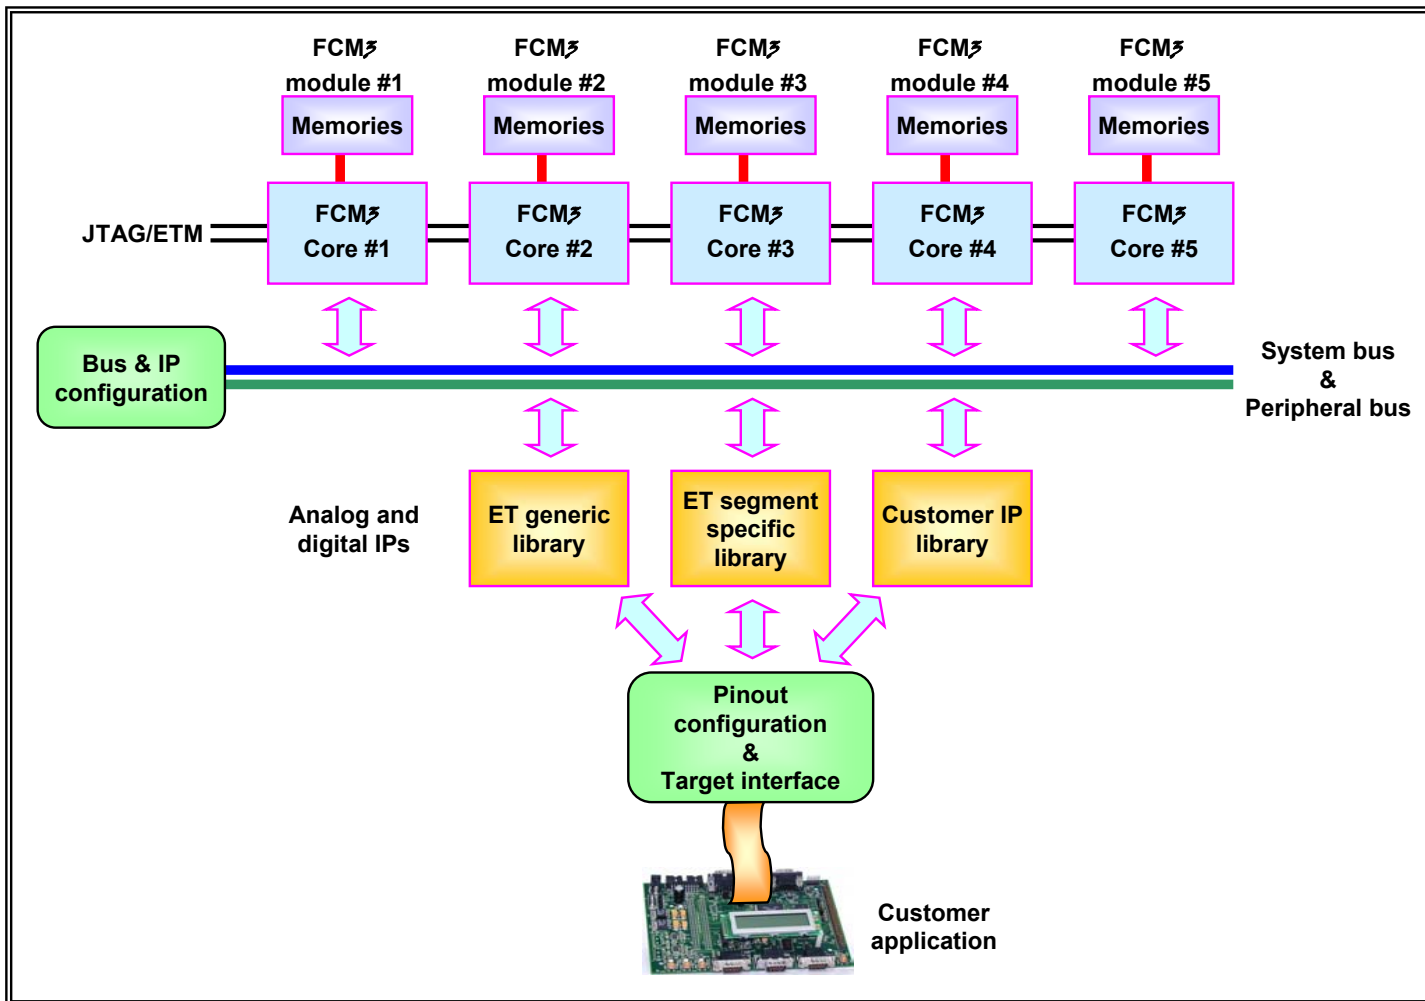 FCM3 FCM3 FCM3 FCM3 FCM3
module #1 module #2 module #3 module #4 module #5
Memories Memories Memories Memories Memories
FCM3 FCM3 FCM3 FCM3 FCM3
JTAG/ETM
Core #1 Core #2 Core #3 Core #4 Core #5
Bus & IP
configuration
System bus
&
Peripheral bus
Analog and
digital IPs
ET generic
library
ET segment
specific
library
Customer IP
library
Pinout
configuration
&
Target interface
Customer
application